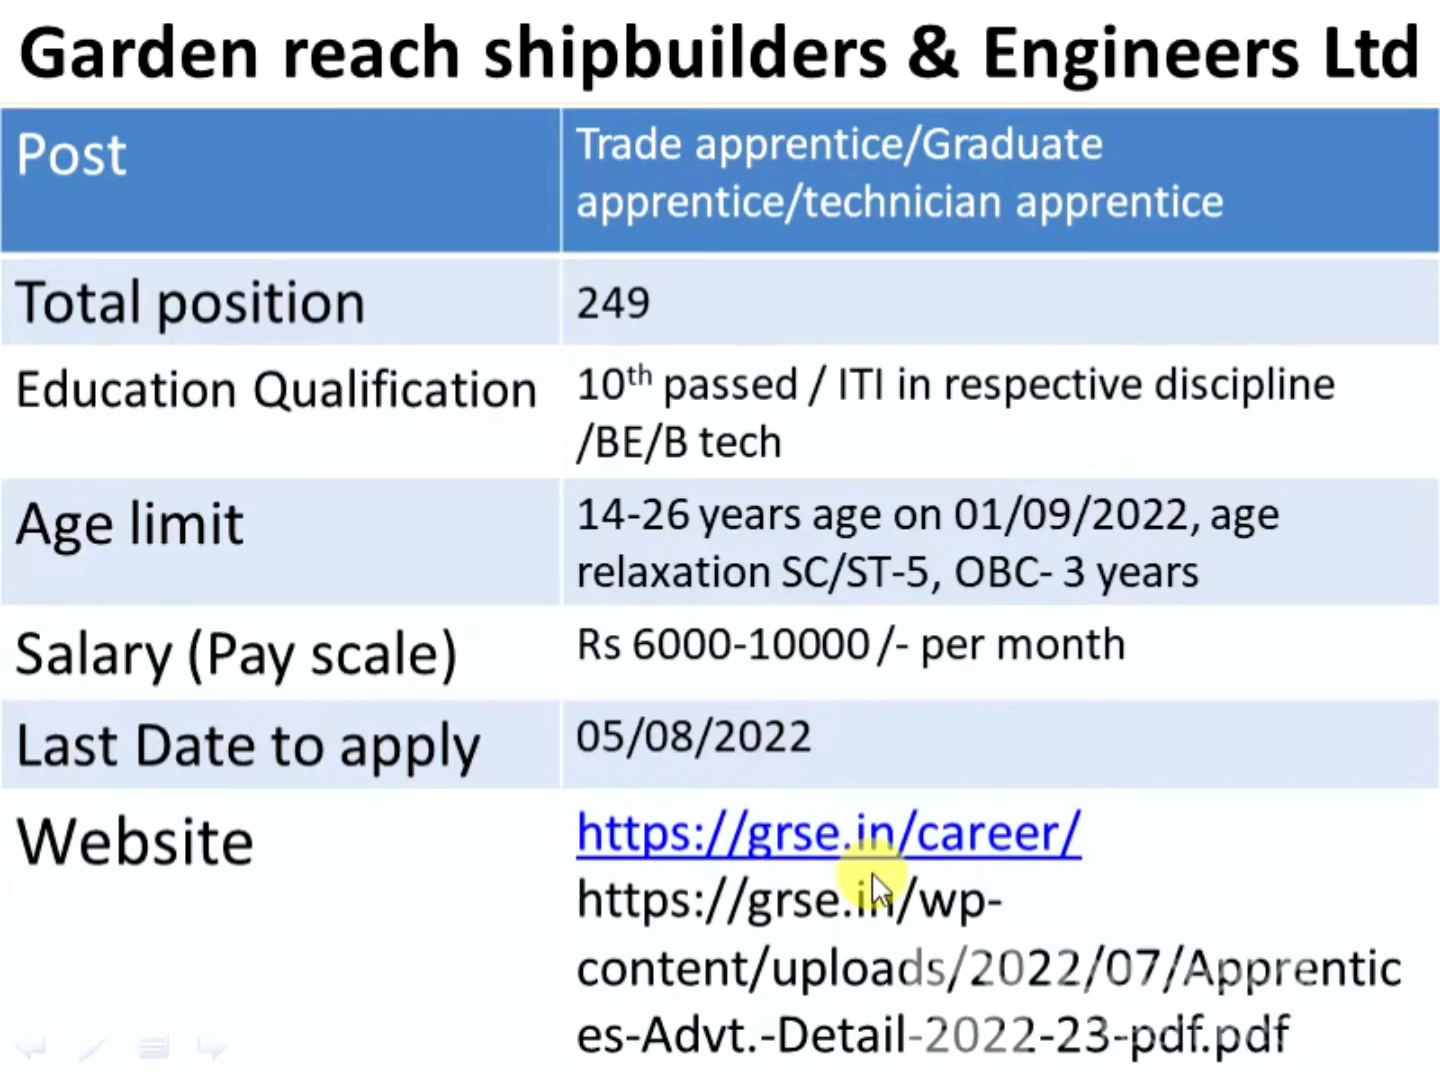 Garden reach shipbuilders & Engineers Ltd
Post
Trade apprentice/Graduate
apprentice/technician apprentice
Total position
249
Education Qualification
10th passed / ITI in respective discipline
/BE/B tech
Age limit
14-26 years age on 01/09/2022, age
relaxation SC/ST-5, OBC- 3 years
Salary (Pay scale)
Rs 6000-10000/- per month
Last Date to apply
05/08/2022
Website
https://grse.in/career/
https://grse.in/wp-
content/uploads/2022/07/Apprentic
es-Advt.-Detail-2022-23-pdf.pdf